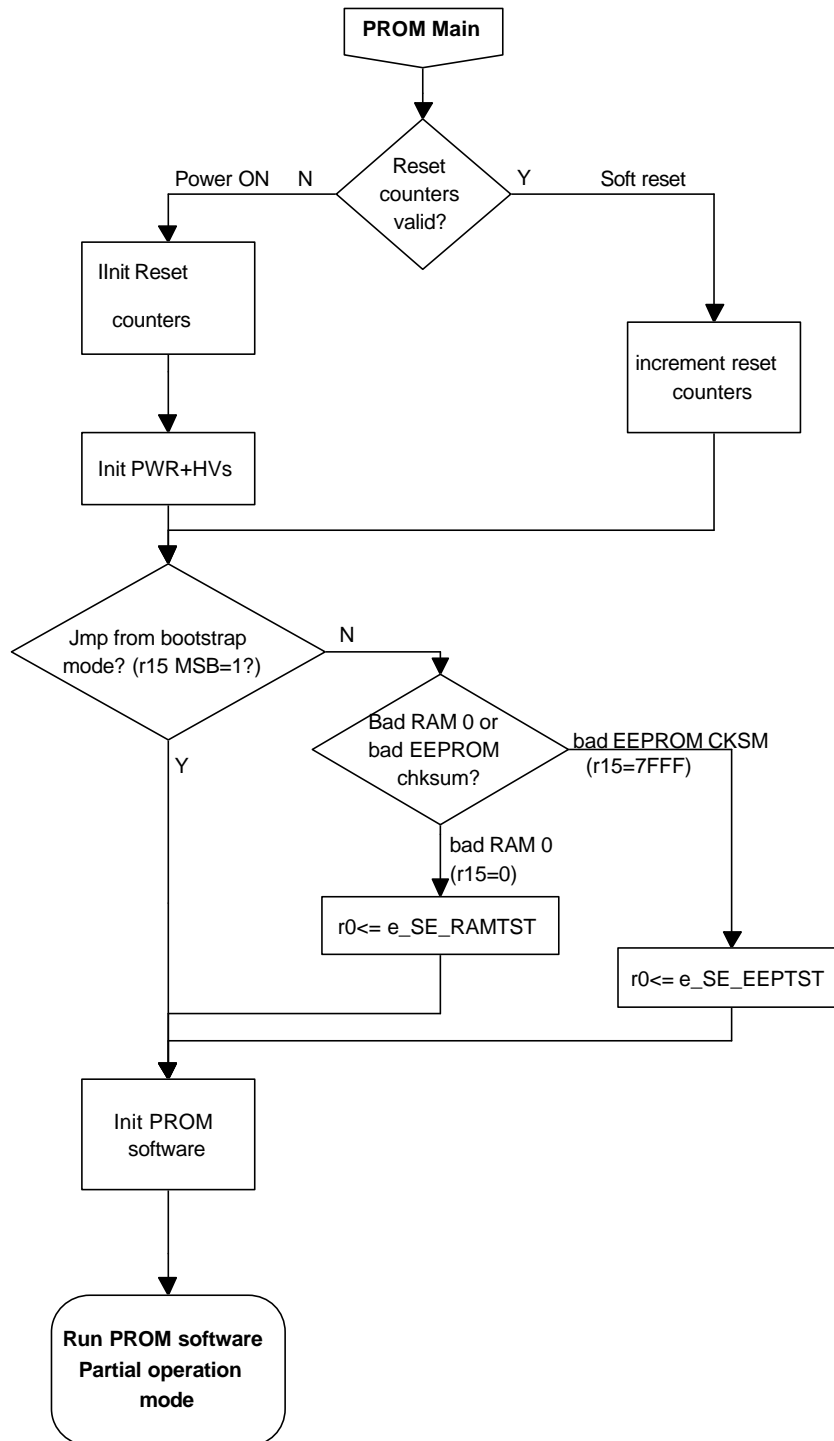 PROM Main
Reset
counters
valid?
Power ON
N
Y
Soft reset
IInit Reset
counters
increment reset
counters
Init PWR+HVs
Jmp from bootstrap
mode? (r15 MSB=1?)
N
Y
Bad RAM 0 or
bad EEPROM
chksum?
bad EEPROM CKSM
(r15=7FFF)
bad RAM 0
(r15=0)
r0<= e_SE_RAMTST
r0<= e_SE_EEPTST
Init PROM
software
Run PROM software
Partial operation
mode